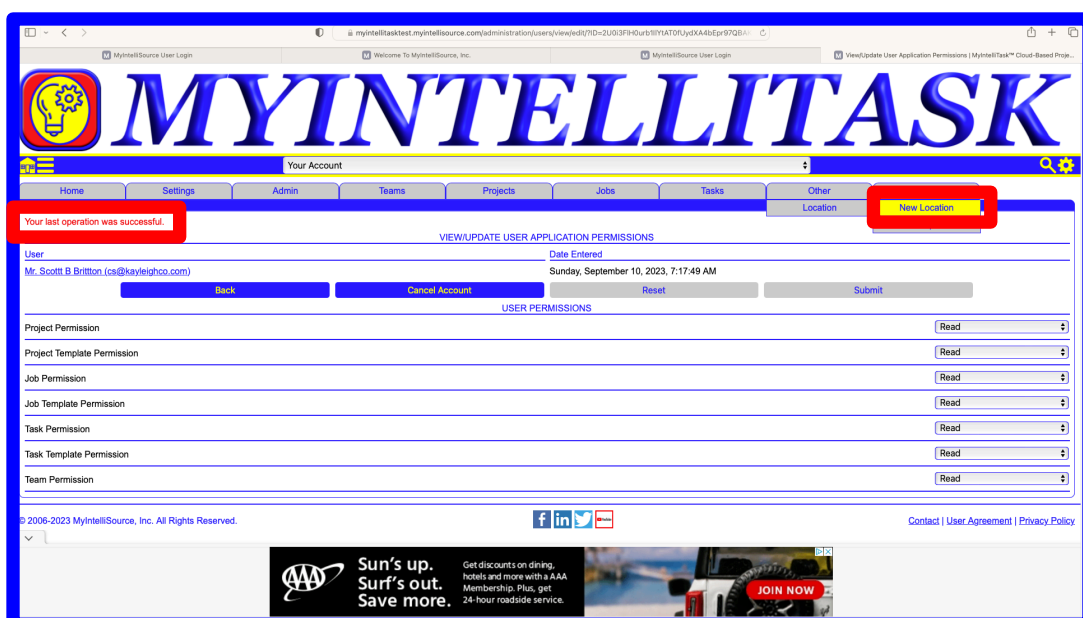 myintellitasktest.myintellisource.com/administration/users/view/edit/?ID=
MyIntelliSource User Login
Welcome To MyIntelliSource, Inc.
MyIntelliSource User Login
View/Update User Application Permissions | MyIntelliTask™ Cloud-Based Proje...
MYINTELLITASK
Your Account
Home
Settings
Admin
Teams
Projects
Jobs
Tasks
Other
Location
New Location
Your last operation was successful.
VIEW/UPDATE USER APPLICATION PERMISSIONS
User
Date Entered
Mr. Scottt B Brittton (cs@kayleighco.com)
Sunday, September 10, 2023, 7:17:49 AM
Back
Cancel Account
Reset
Submit
USER PERMISSIONS
Project Permission
Read
Project Template Permission
Read
Job Permission
Read
Job Template Permission
Read
Task Permission
Read
Task Template Permission
Read
Team Permission
Read
© 2006-2023 MyIntelliSource, Inc. All Rights Reserved.
Contact | User Agreement | Privacy Policy
AAA
Sun's up.
Surf's out.
Save more.
Get discounts on dining,
hotels and more with a AAA
Membership. Plus, get
24-hour roadside service.
JOIN NOW